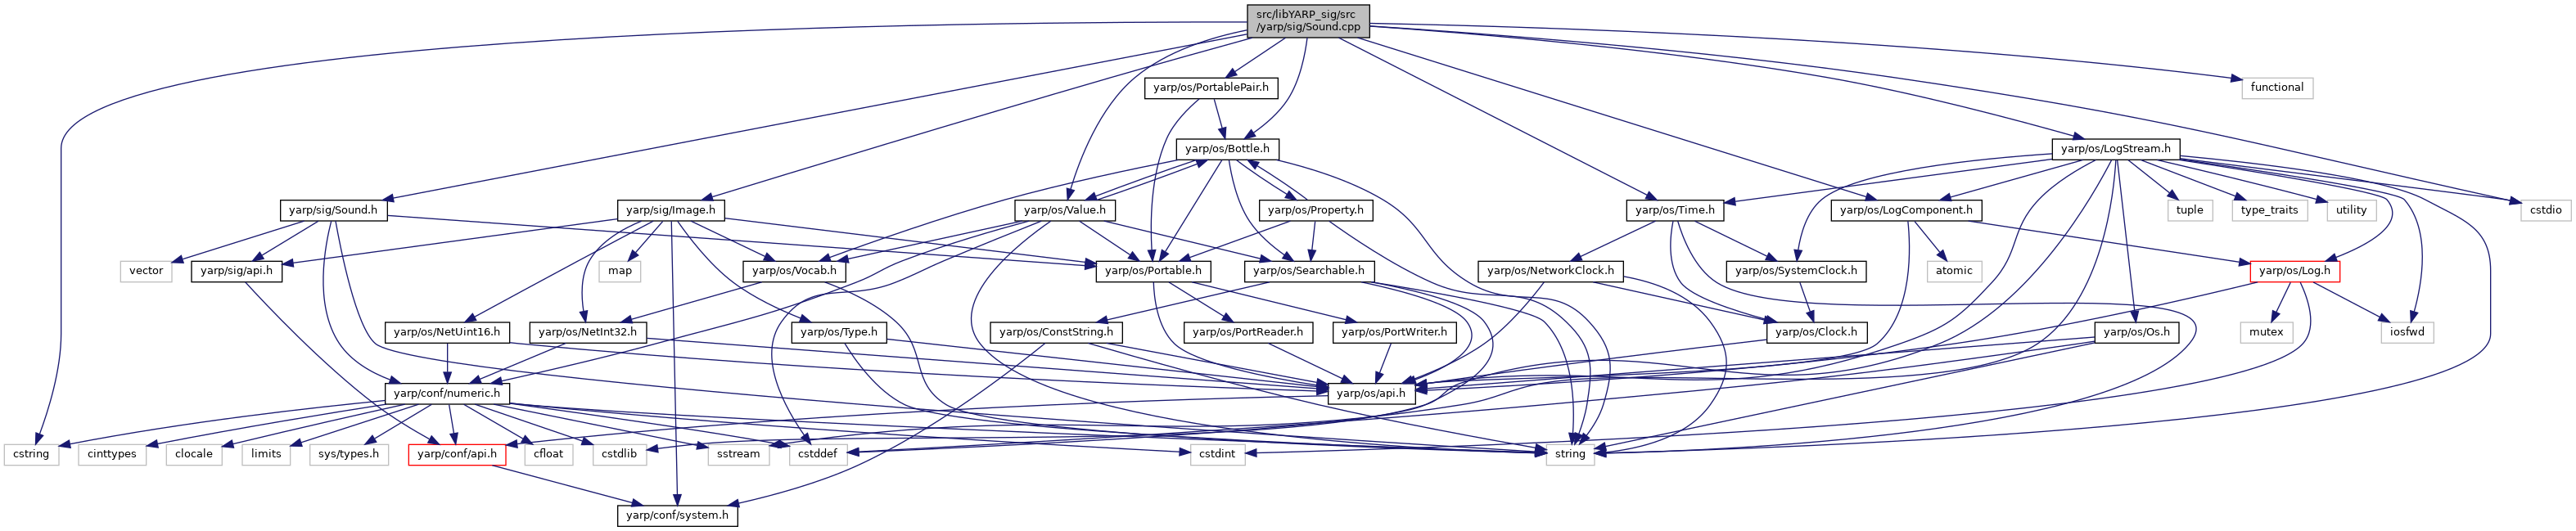 src/libYARP_sig/src
/yarp/sig/Sound.cpp
yarp/os/PortablePair.h
functional
yarp/os/Bottle.h
yarp/os/LogStream.h
yarp/sig/Sound.h
yarp/sig/Image.h
yarp/os/Value.h
yarp/os/Property.h
yarp/os/Time.h
yarp/os/LogComponent.h
tuple
type_traits
utility
cstdio
vector
yarp/sig/api.h
map
yarp/os/Vocab.h
yarp/os/Portable.h
yarp/os/Searchable.h
yarp/os/NetworkClock.h
yarp/os/SystemClock.h
atomic
yarp/os/Log.h
yarp/os/NetUint16.h
yarp/os/NetInt32.h
yarp/os/Type.h
yarp/os/ConstString.h
yarp/os/PortReader.h
yarp/os/PortWriter.h
yarp/os/Clock.h
yarp/os/Os.h
mutex
iosfwd
yarp/conf/numeric.h
yarp/os/api.h
cstring
cinttypes
clocale
limits
sys/types.h
yarp/conf/api.h
cfloat
cstdlib
sstream
cstddef
cstdint
string
yarp/conf/system.h